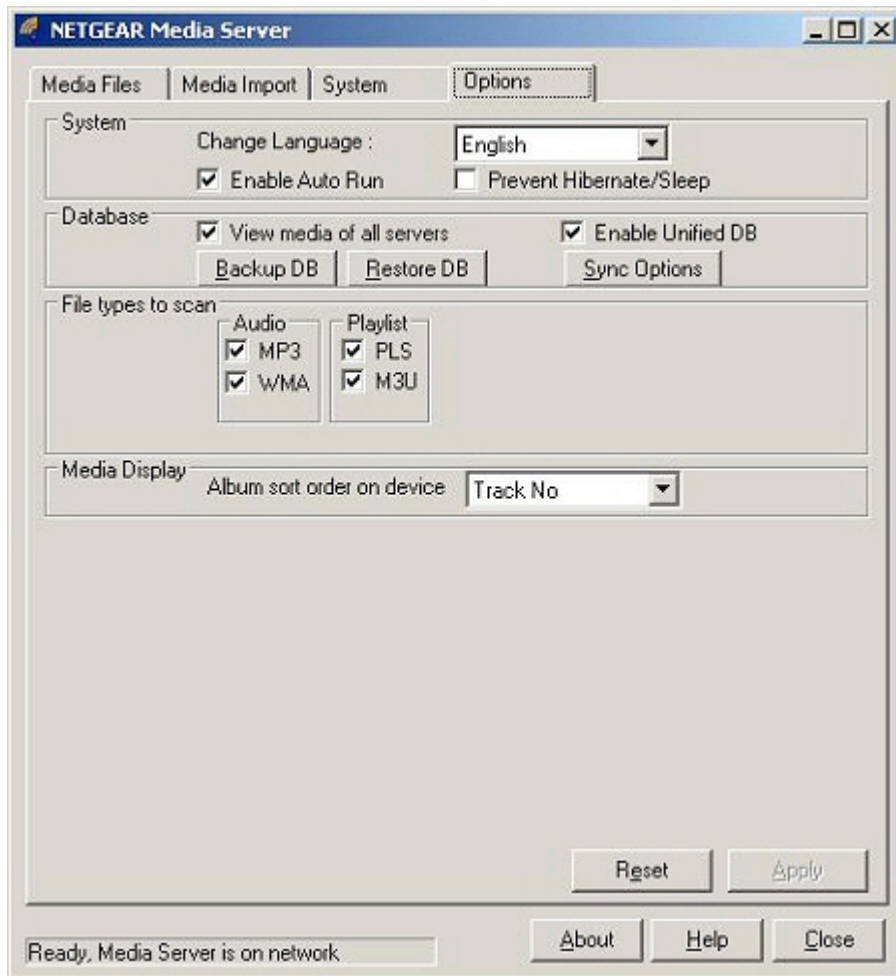 NETGEAR Media Server
Media Files Media Import System Options
System
Change Language : English
Enable Auto Run Prevent Hibernate/Sleep
Database
View media of all servers Enable Unified DB
Backup DB Restore DB Sync Options
File types to scan
Audio Playlist
MP3 PLS
WMA M3U
Media Display
Album sort order on device Track No
Reset Apply
Ready, Media Server is on network About Help Close